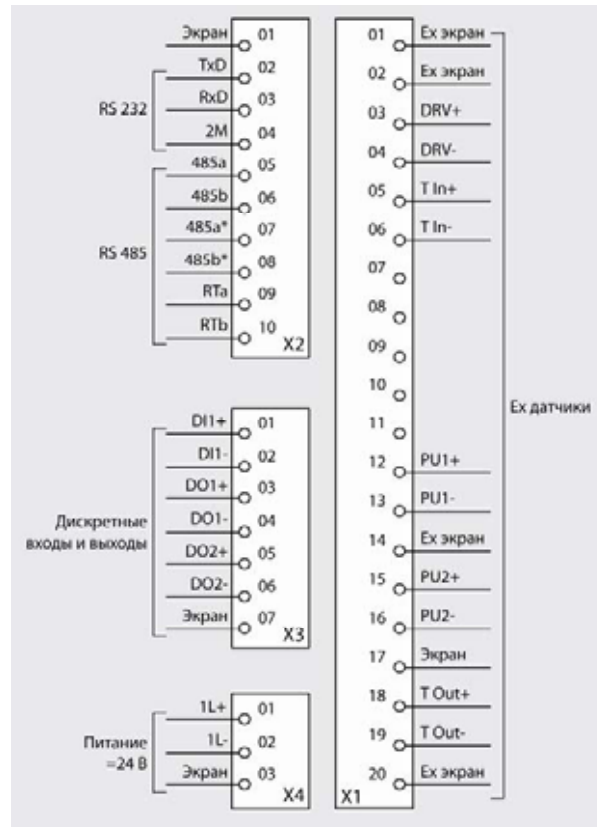 Экран 01
TxD 02
RxD 03
2M 04
RS 232
485a 05
485b 06
485a* 07
485b* 08
RTa 09
RTb 10
RS 485
X2
DI1+ 01
DI1- 02
DO1+ 03
DO1- 04
DO2+ 05
DO2- 06
Экран 07
Дискретные
входы и выходы
X3
1L+ 01
1L- 02
Экран 03
Питание
=24 В
X4
01 Ex экран
02 Ex экран
03 DRV+
04 DRV-
05 T In+
06 T In-
07
08
09
10
11
12 PU1+
13 PU1-
14 Ex экран
15 PU2+
16 PU2-
17 Экран
18 T Out+
19 T Out-
20 Ex экран
X1
Ex датчики